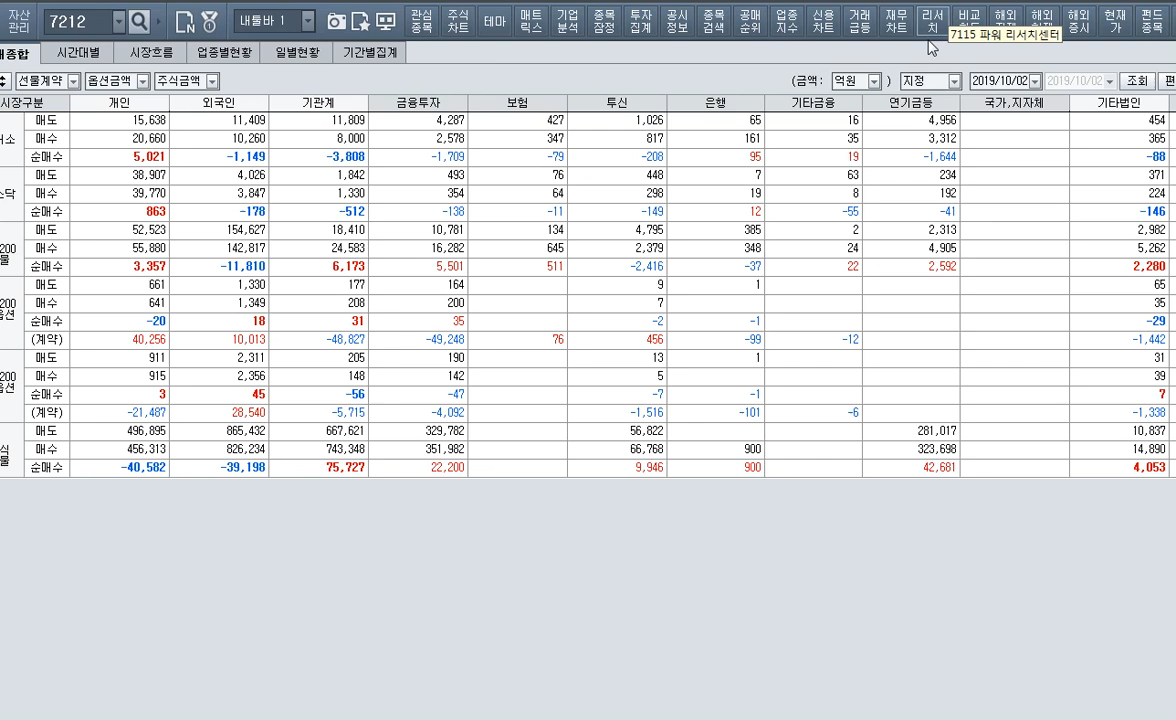 자산 관리 7212 내툴바 1 관심 종목 주식 차트 테마 매트 릭스 기업 분석 종목 잠정 투자 집계 공시 정보 종목 검색 공매 순위 업종 지수 신용 차트 거래 급등 재무 차트 리서 치 비교 해외 해외 해외 증시 현재 가 펀드 종목
7115 파워 리서치센터
종합 시간대별 시장흐름 업종별현황 일별현황 기간별집계
선물계약 옵션금액 주식금액 (금액: 억원 ) 지정 2019/10/02 2019/10/02 조회
시장구분 개인 외국인 기관계 금융투자 보험 투신 은행 기타금융 연기금등 국가,지자체 기타법인
매도 15,638 11,409 11,809 4,287 427 1,026 65 16 4,956 454
매수 20,660 10,260 8,000 2,578 347 817 161 35 3,312 365
순매수 5,021 -1,149 -3,808 -1,709 -79 -208 95 19 -1,644 -88
매도 38,907 4,026 1,842 493 76 448 7 63 234 371
매수 39,770 3,847 1,330 354 64 298 19 8 192 224
순매수 863 -178 -512 -138 -11 -149 12 -55 -41 -146
매도 52,523 154,627 18,410 10,781 134 4,795 385 2 2,313 2,982
매수 55,880 142,817 24,583 16,282 645 2,379 348 24 4,905 5,262
순매수 3,357 -11,810 6,173 5,501 511 -2,416 -37 22 2,592 2,280
매도 661 1,330 177 164 9 1 65
매수 641 1,349 208 200 7 35
순매수 -20 18 31 35 -2 -1 -29
(계약) 40,256 10,013 -48,827 -49,248 76 456 -99 -12 -1,442
매도 911 2,311 205 190 13 1 31
매수 915 2,356 148 142 5 39
순매수 3 45 -56 -47 -7 -1 7
(계약) -21,487 28,540 -5,715 -4,092 -1,516 -101 -6 -1,338
매도 496,895 865,432 667,621 329,782 56,822 281,017 10,837
매수 456,313 826,234 743,348 351,982 66,768 900 323,698 14,890
순매수 -40,582 -39,198 75,727 22,200 9,946 900 42,681 4,053